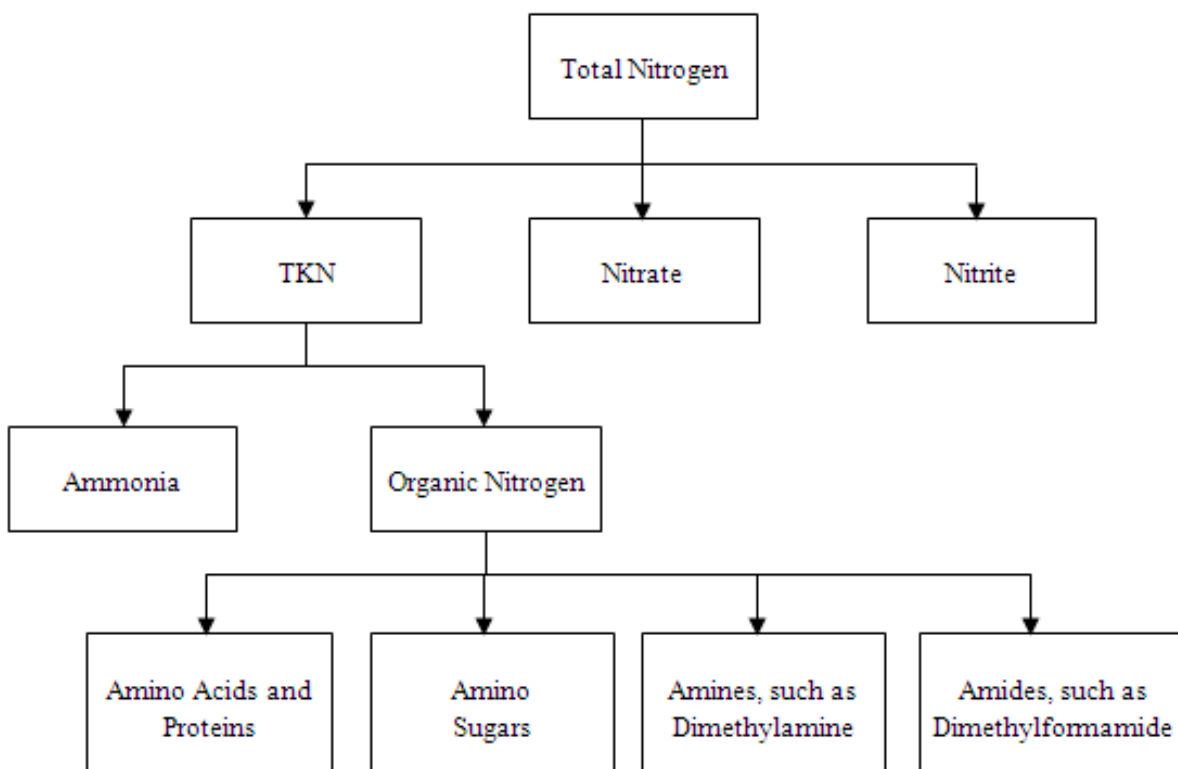 Total Nitrogen
TKN
Nitrate
Nitrite
Ammonia
Organic Nitrogen
Amino Acids and
Proteins
Amino
Sugars
Amines, such as
Dimethylamine
Amides, such as
Dimethylformamide